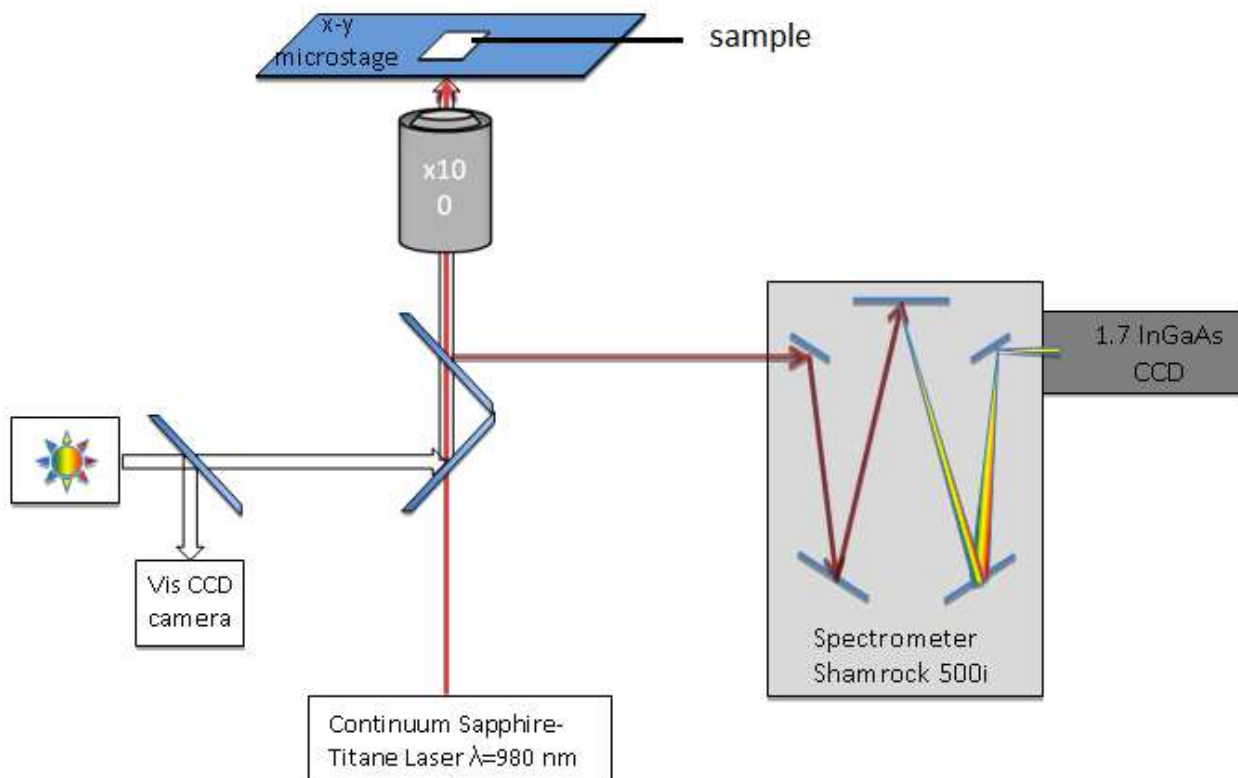 x-y
microstage
sample
x10
0
1.7 InGaAs
CCD
Vis CCD
camera
Spectrometer
Shamrock 500i
Continuum Sapphire-
Titane Laser λ=980 nm